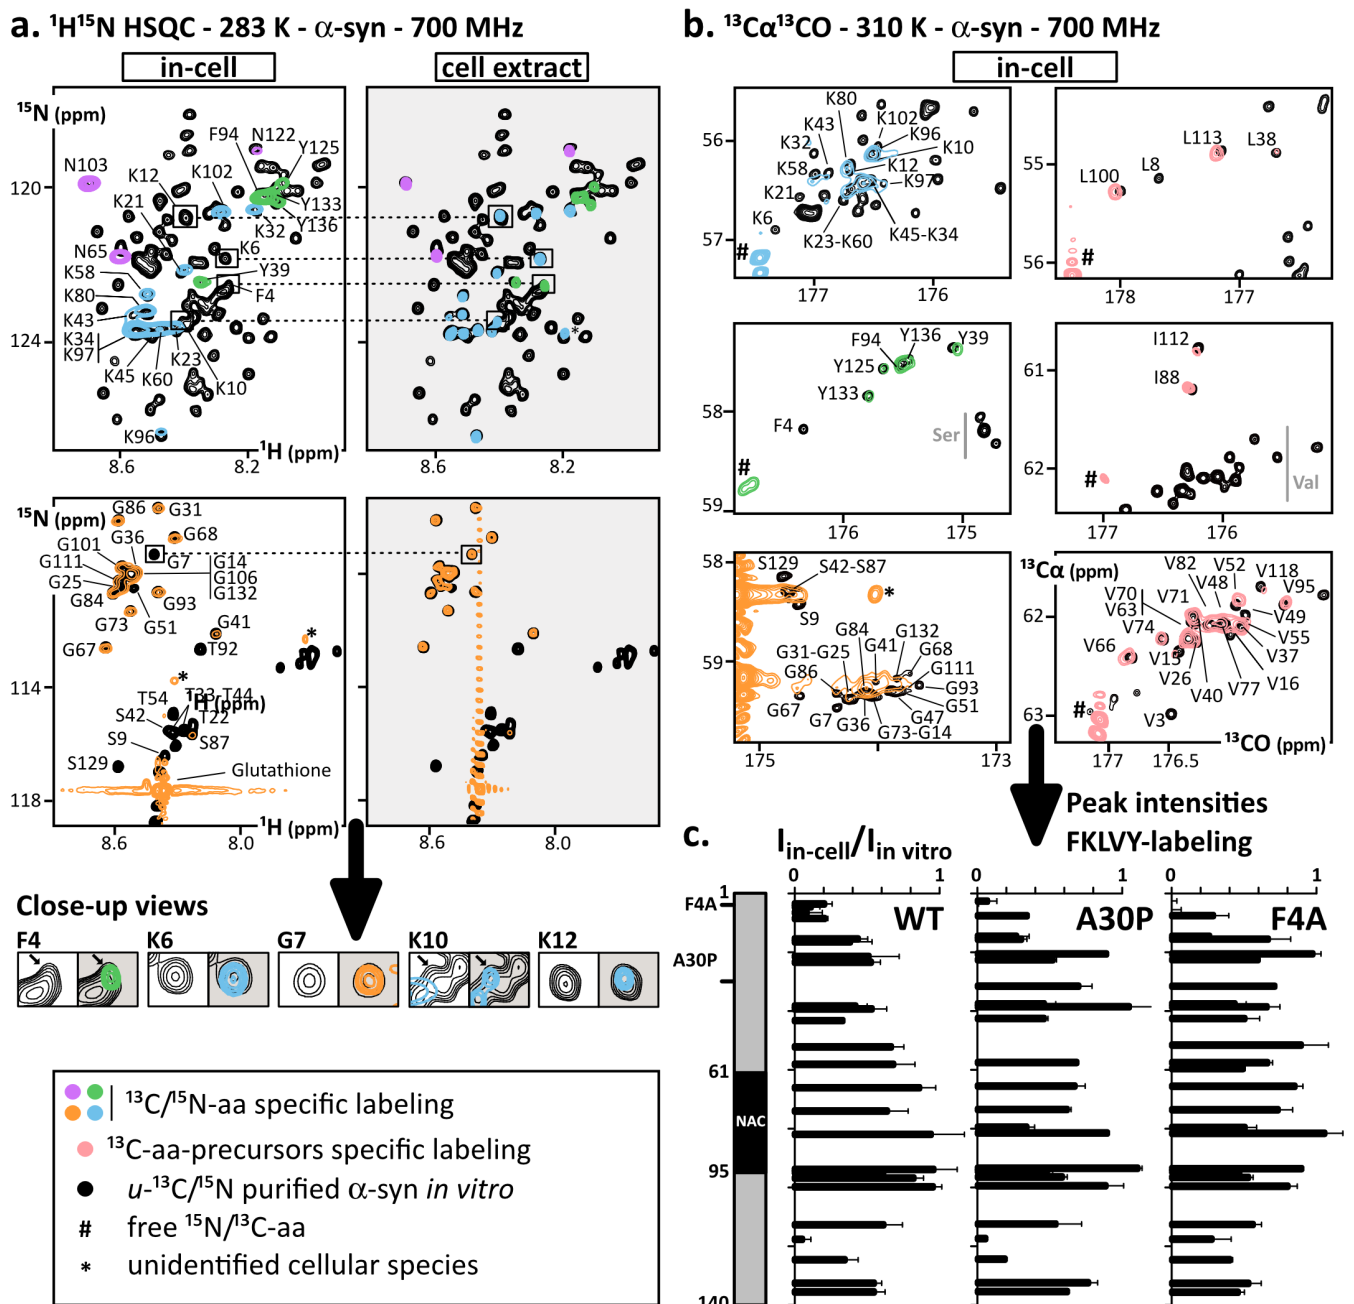 a. ¹H¹⁵N HSQC - 283 K - α-syn - 700 MHz
in-cell
cell extract
¹⁵N (ppm)
F94
N122
Y125
N103
K12
K102
K21
Y133
Y136
K32
N65
K6
K58
Y39
K80
F4
K43
K34
K97
K23
K45
K60
K10
K96
120
124
¹H (ppm)
8.6
8.2
8.6
8.2
¹⁵N (ppm)
G86
G31
G36
G68
G101
G7
G14
G111
G106
G25
G132
G84
G93
G73
G51
G41
G67
T92
*
*
T54
T33-T44
¹H (ppm)
S42
T22
S9
S87
S129
Glutathione
114
118
¹H (ppm)
8.6
8.0
8.6
8.0
*
Close-up views
F4
K6
G7
K10
K12
¹³C/¹⁵N-aa specific labeling
¹³C-aa-precursors specific labeling
u-¹³C/¹⁵N purified α-syn in vitro
# free ¹⁵N/¹³C-aa
* unidentified cellular species
b. ¹³Cα¹³CO - 310 K - α-syn - 700 MHz
in-cell
K80
K43
K102
K32
K96
K10
K58
K12
K97
K21
K6
K23-K60
K45-K34
#
56
57
177
176
L113
L38
L8
L100
#
55
56
178
177
F94
Y136
Y39
Y125
Y133
F4
Ser
#
58
59
176
175
I112
I88
Val
#
61
62
177
176
S129
S42-S87
*
S9
G84
G132
G41
G31-G25
G68
G86
G111
G93
G67
G51
G7
G47
G36
G73-G14
58
59
175
173
¹³Cα (ppm)
V82
V52
V48
V118
V70
V71
V95
V63
V49
V74
V55
V66
V37
V15
V26
V16
V40
V77
V3
#
62
63
¹³CO (ppm)
177
176.5
Peak intensities
FKLVY-labeling
c. I in-cell/I in vitro
0
1
0
1
0
1
WT
A30P
F4A
1
F4A
A30P
61
NAC
95
140